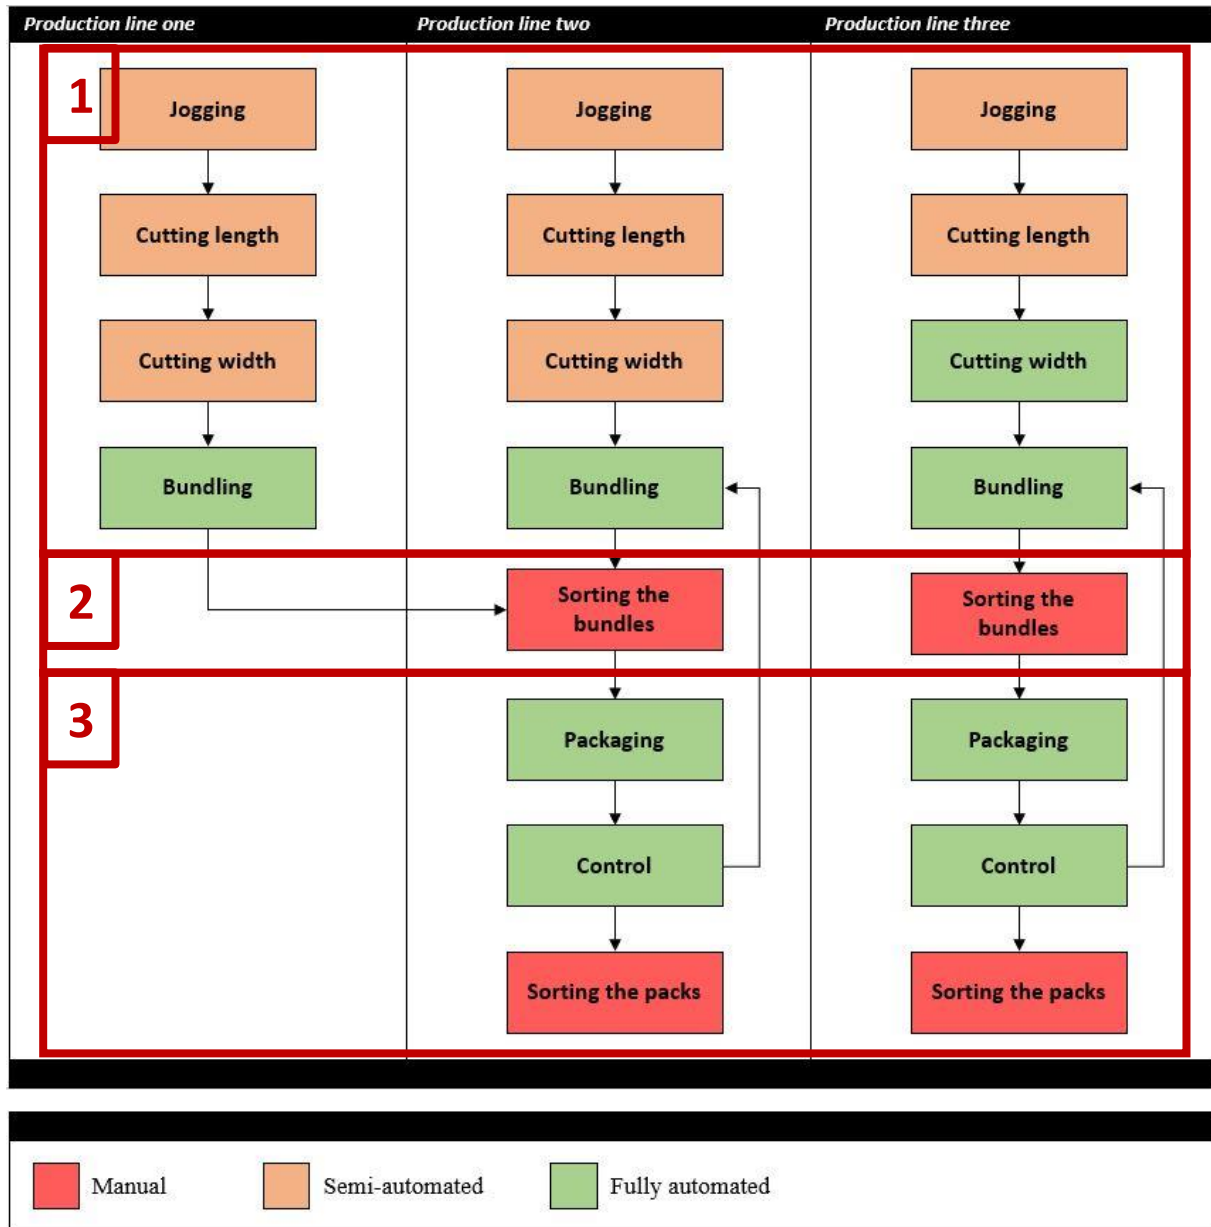 Production line one
Production line two
Production line three
1
Jogging
Jogging
Jogging
Cutting length
Cutting length
Cutting length
Cutting width
Cutting width
Cutting width
Bundling
Bundling
Bundling
2
Sorting the
bundles
Sorting the
bundles
3
Packaging
Packaging
Control
Control
Sorting the packs
Sorting the packs
Manual
Semi-automated
Fully automated